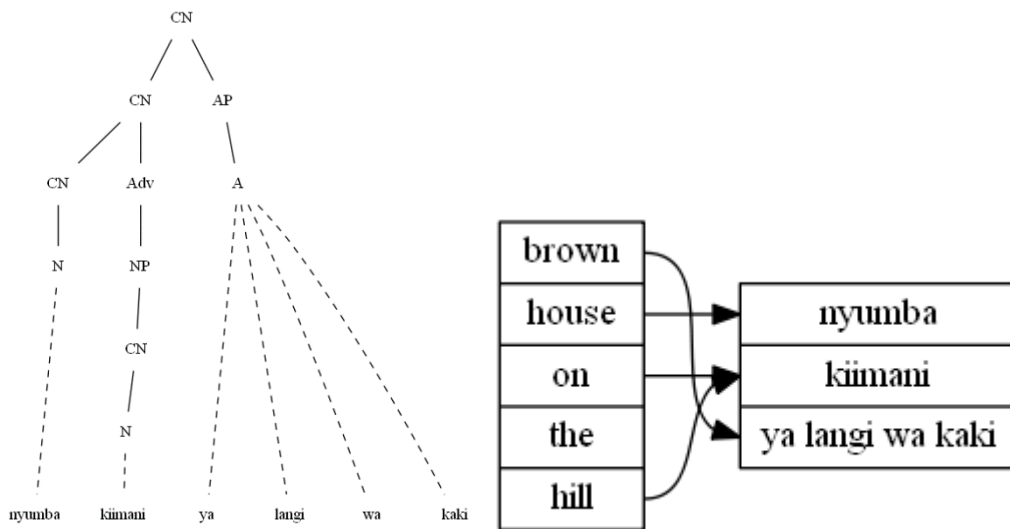 CN
CN AP
CN Adv A
N NP
CN
N
nyumba kiimani ya langi wa kaki
brown
house
on
the
hill
nyumba
kiimani
ya langi wa kaki